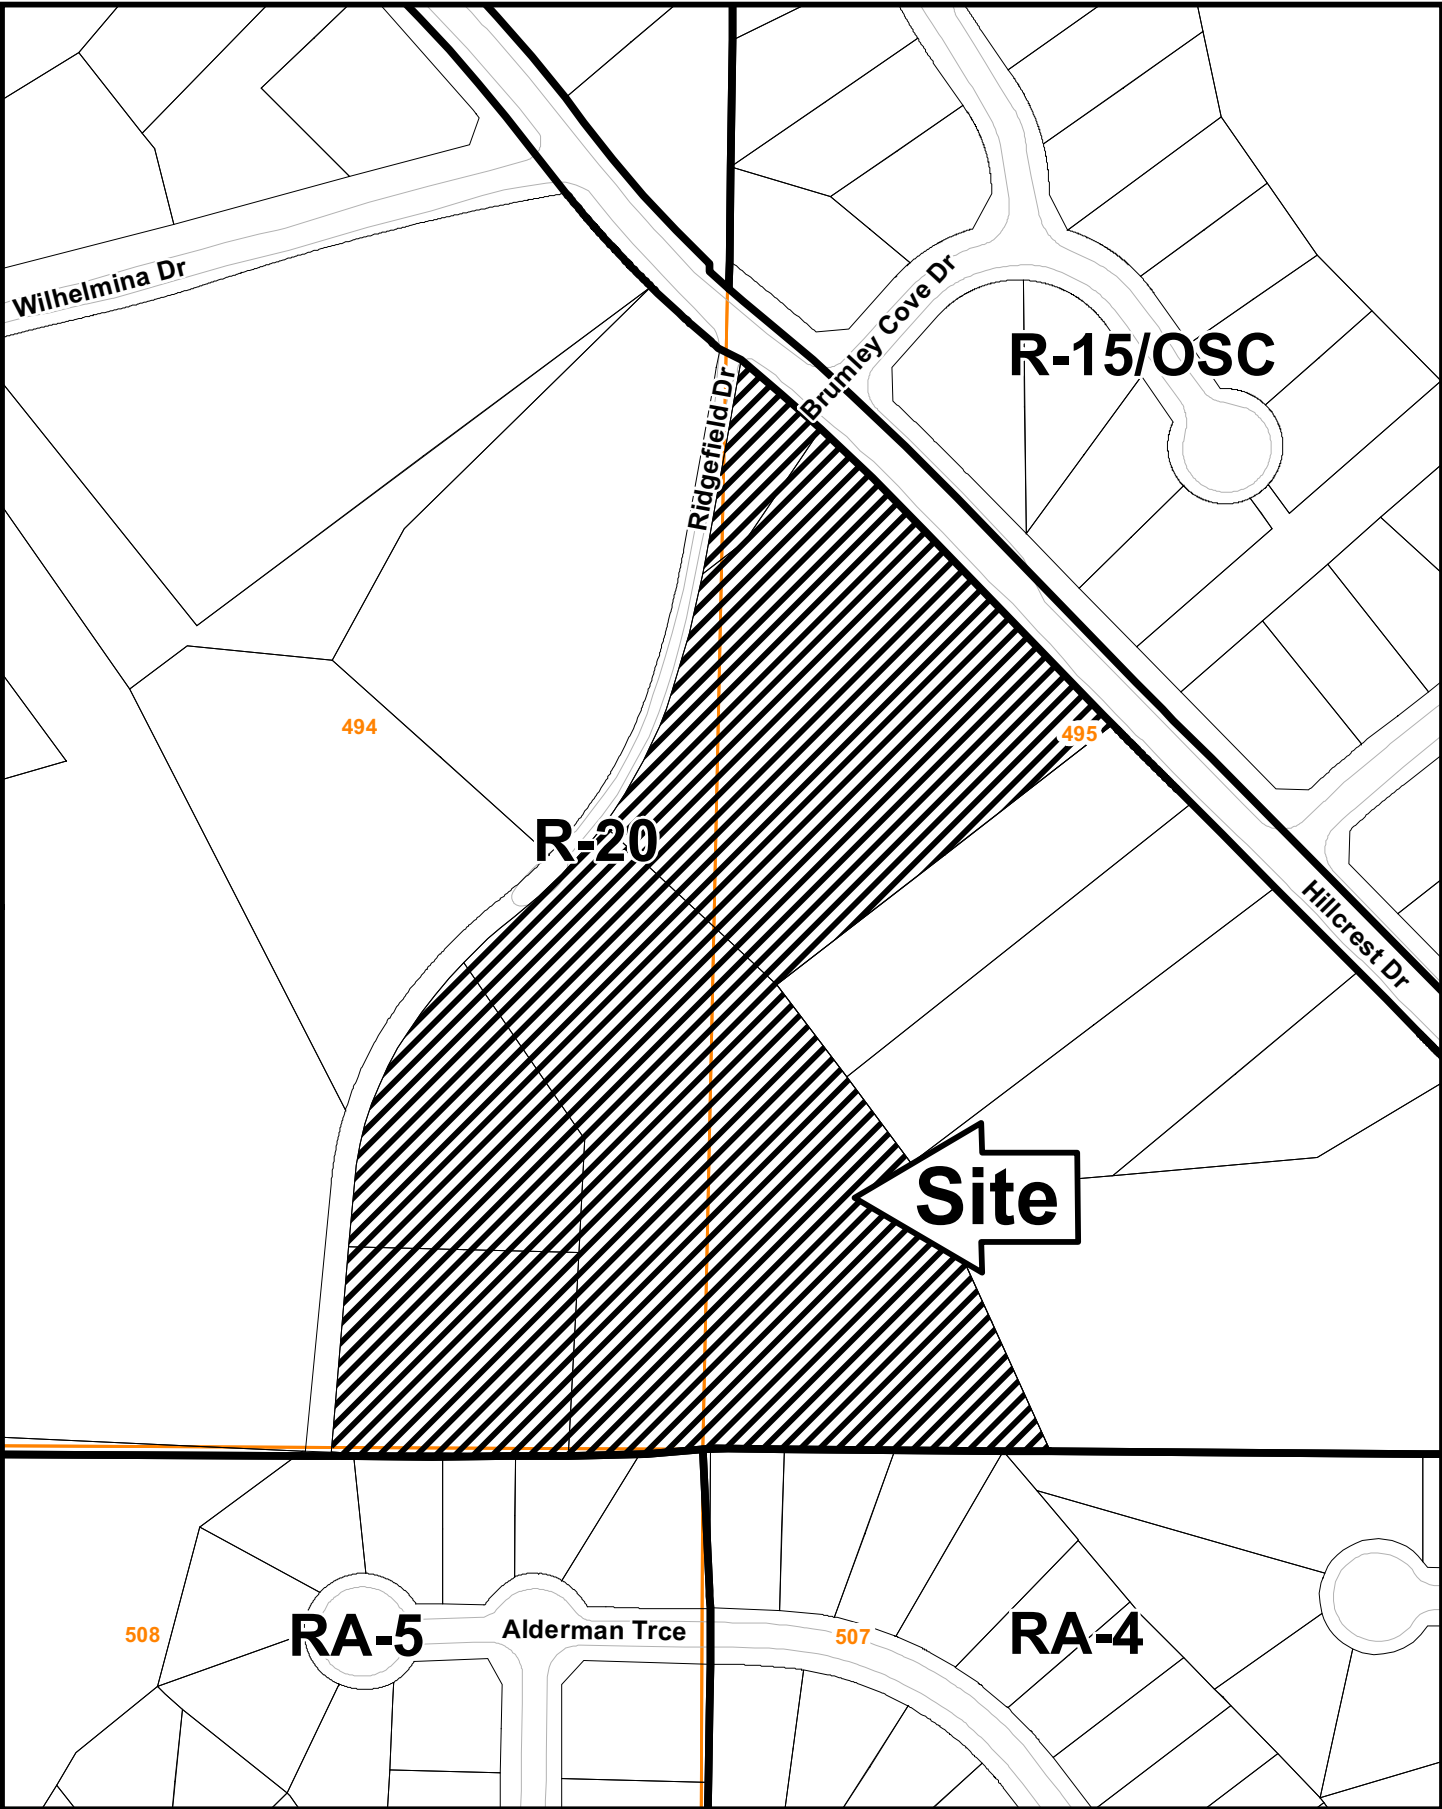 Wilhelmina Dr
Brumley Cove Dr
R-15/OSC
Ridgefield Dr
494
495
R-20
Hillcrest Dr
Site
RA-5
Alderman Trce
RA-4
508
507